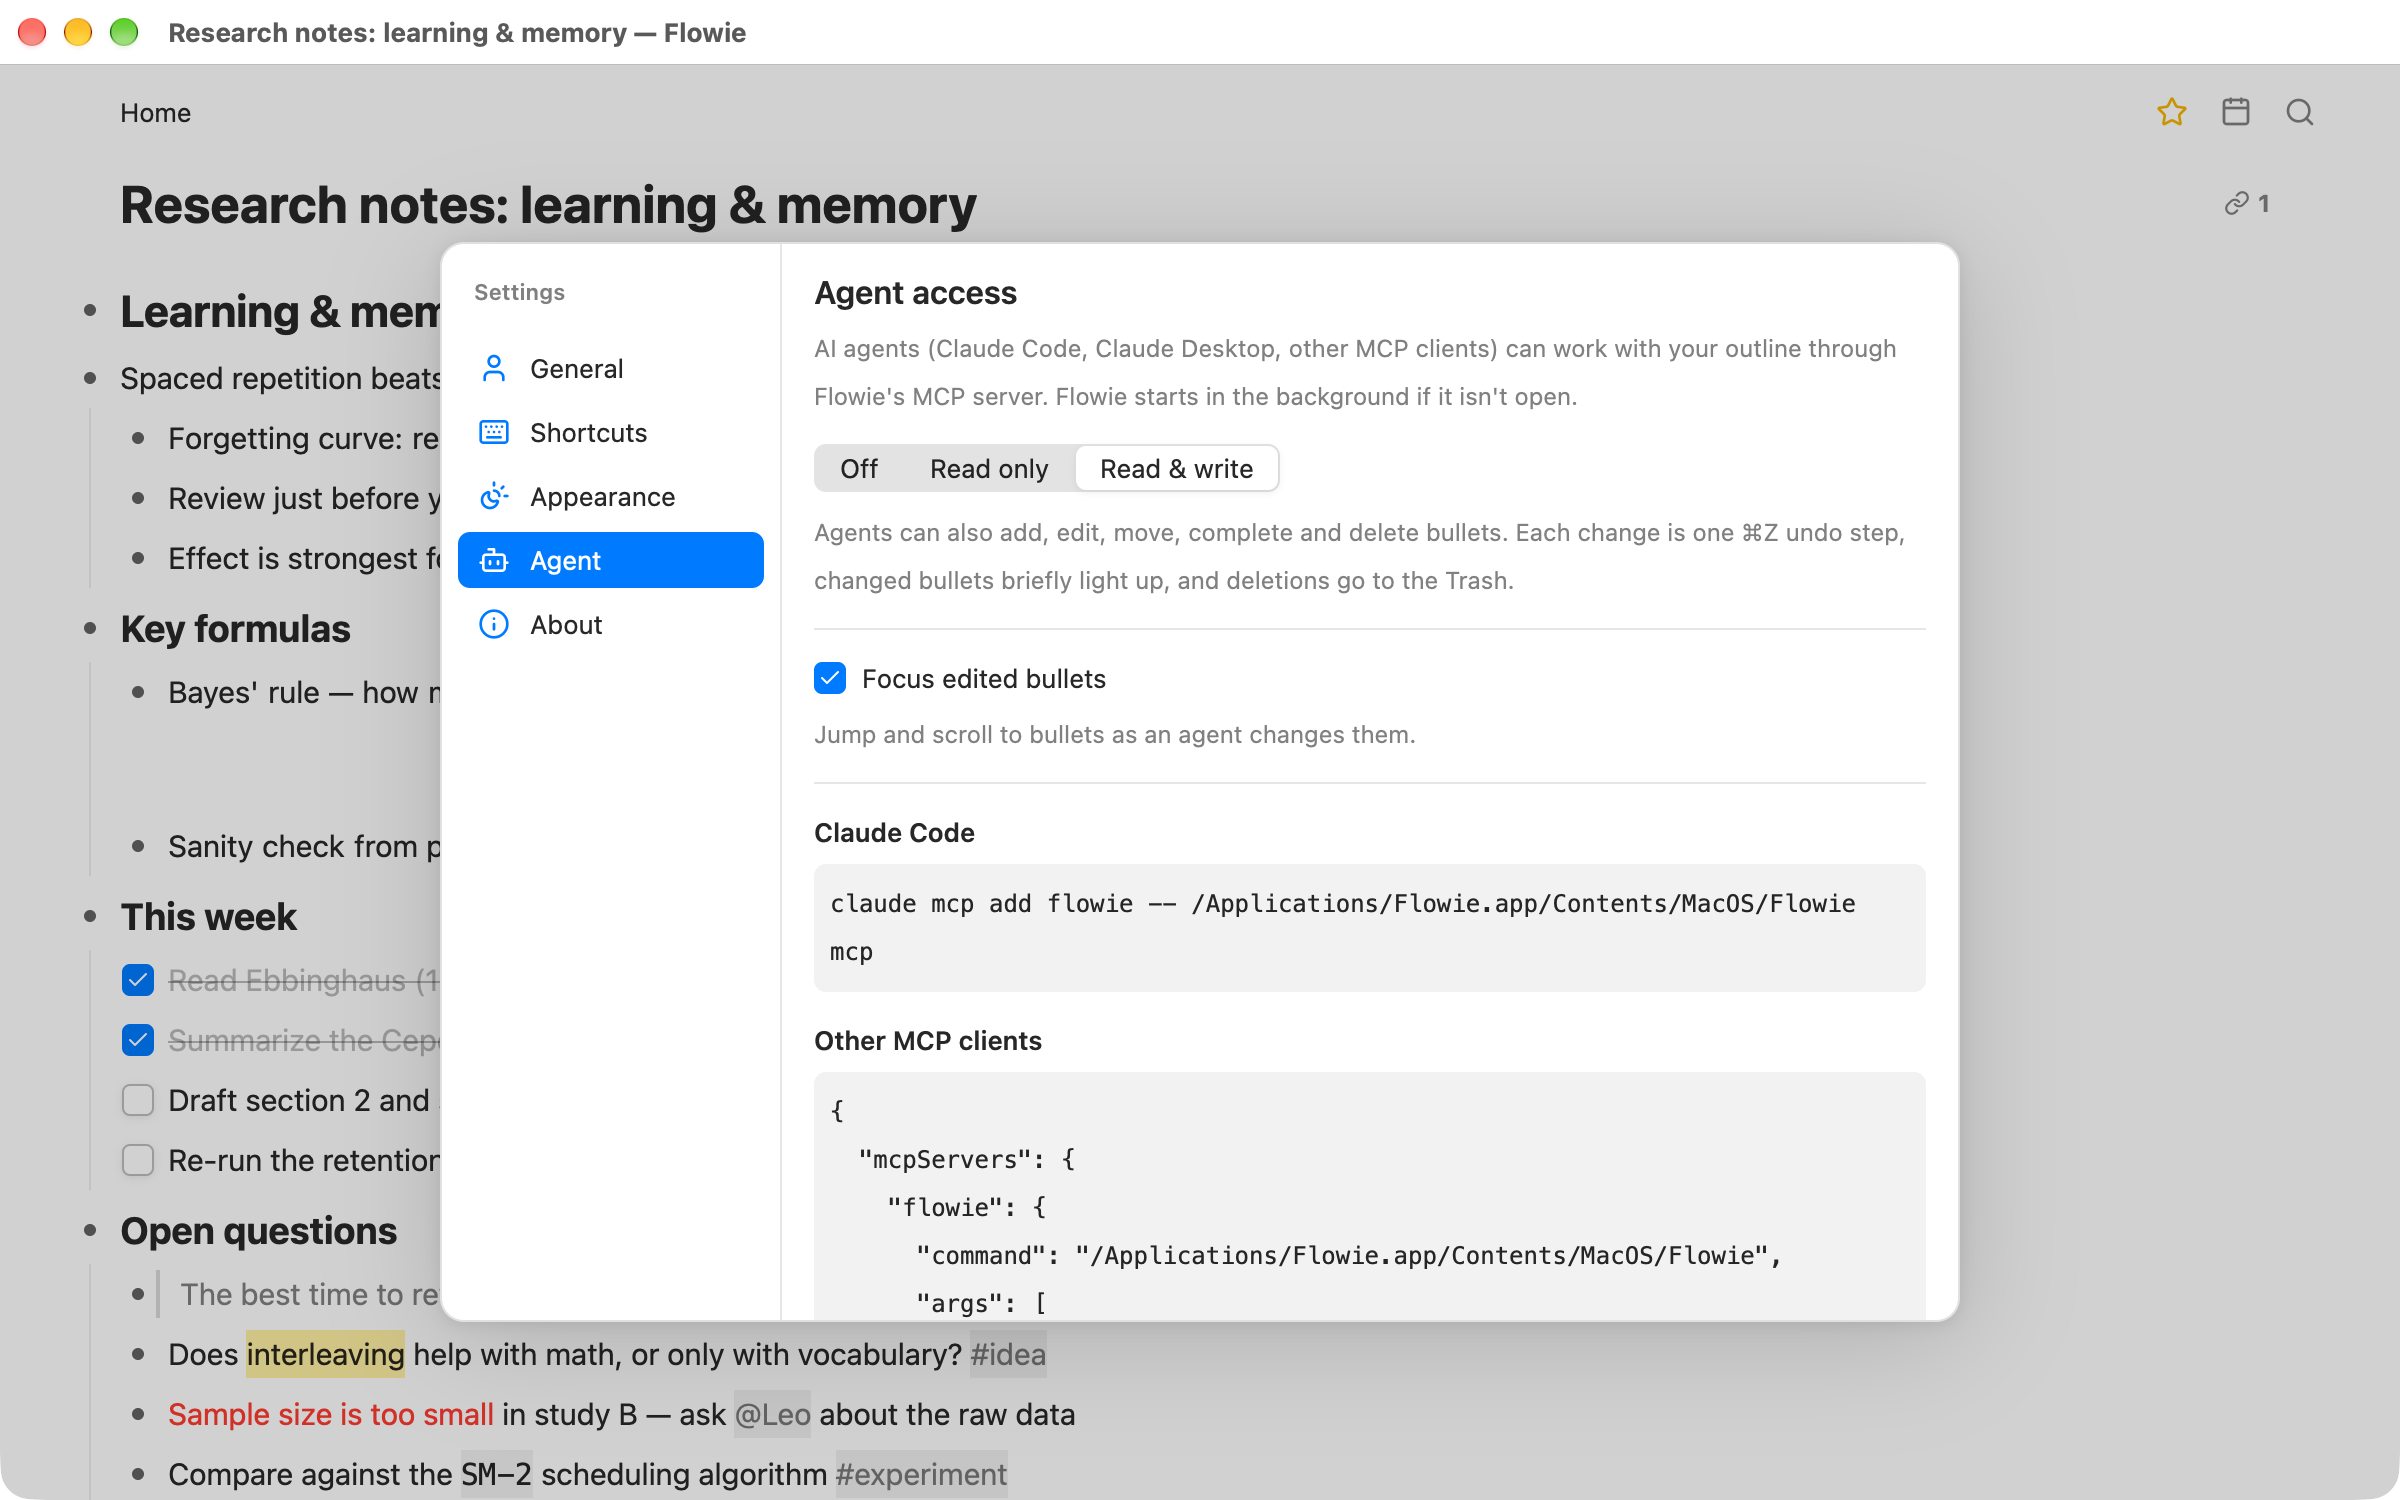 Research notes: learning & memory — Flowie
Home
Research notes: learning & memory
1
Learning & mem
Spaced repetition beats
Forgetting curve: re
Review just before y
Effect is strongest fo
Key formulas
Bayes' rule — how m
Sanity check from p
This week
Read Ebbinghaus (1
Summarize the Cepe
Draft section 2 and
Re-run the retention
Open questions
The best time to re
Does interleaving help with math, or only with vocabulary? #idea
Sample size is too small in study B — ask @Leo about the raw data
Compare against the SM-2 scheduling algorithm #experiment
Settings
General
Shortcuts
Appearance
Agent
About
Agent access
AI agents (Claude Code, Claude Desktop, other MCP clients) can work with your outline through
Flowie's MCP server. Flowie starts in the background if it isn't open.
Off
Read only
Read & write
Agents can also add, edit, move, complete and delete bullets. Each change is one ⌘Z undo step,
changed bullets briefly light up, and deletions go to the Trash.
Focus edited bullets
Jump and scroll to bullets as an agent changes them.
Claude Code
claude mcp add flowie -- /Applications/Flowie.app/Contents/MacOS/Flowie
mcp
Other MCP clients
{
"mcpServers": {
"flowie": {
"command": "/Applications/Flowie.app/Contents/MacOS/Flowie",
"args": [